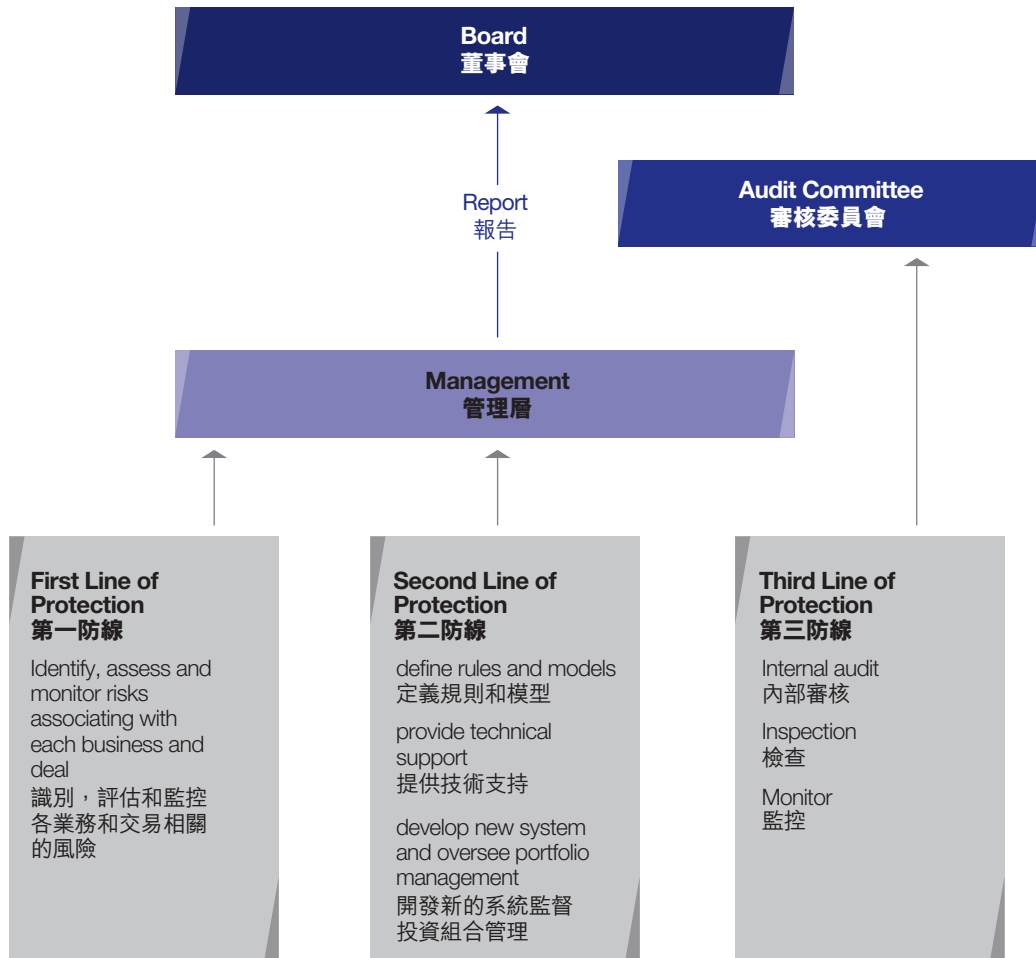 Board
董事會
Audit Committee
審核委員會
Report
報告
Management
管理層
First Line of
Protection
第一防線
Identify, assess and
monitor risks
associating with
each business and
deal
識別，評估和監控
各業務和交易相關
的風險
Second Line of
Protection
第二防線
define rules and models
定義規則和模型
provide technical
support
提供技術支持
develop new system
and oversee portfolio
management
開發新的系統監督
投資組合管理
Third Line of
Protection
第三防線
Internal audit
內部審核
Inspection
檢查
Monitor
監控